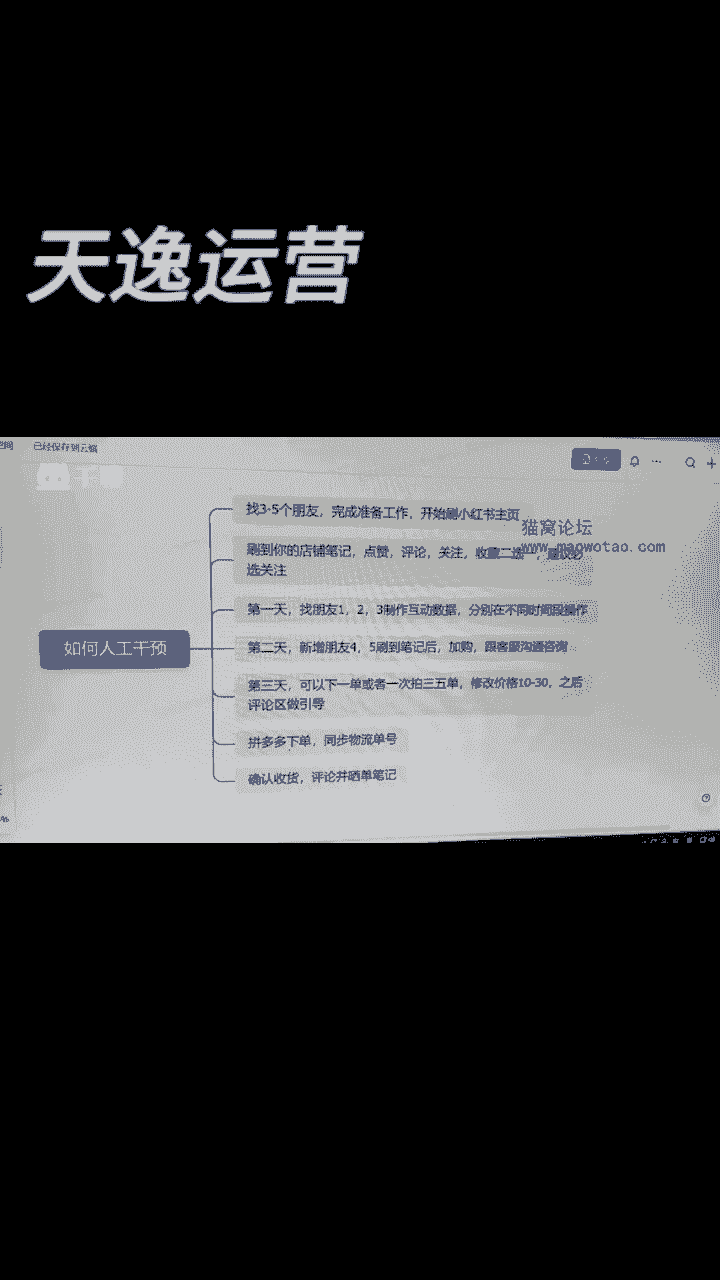 天逸运营
已经保存到云端
找3-5个朋友，完成准备工作，开始刷小红书主页
猫窝论坛
www.maowotao.com
刷到你的店铺笔记，点赞，评论，关注，收藏二选一，建议必
选关注
第一天，找朋友1，2，3制作互动数据，分别在不同时间段操作
如何人工干预
第二天，新增朋友4，5刷到笔记后，加购，跟客服沟通咨询
第三天，可以下一单或者一次拍三五单，修改价格10-30，之后
评论区做引导
拼多多下单，同步物流单号
确认收货，评论并晒单笔记